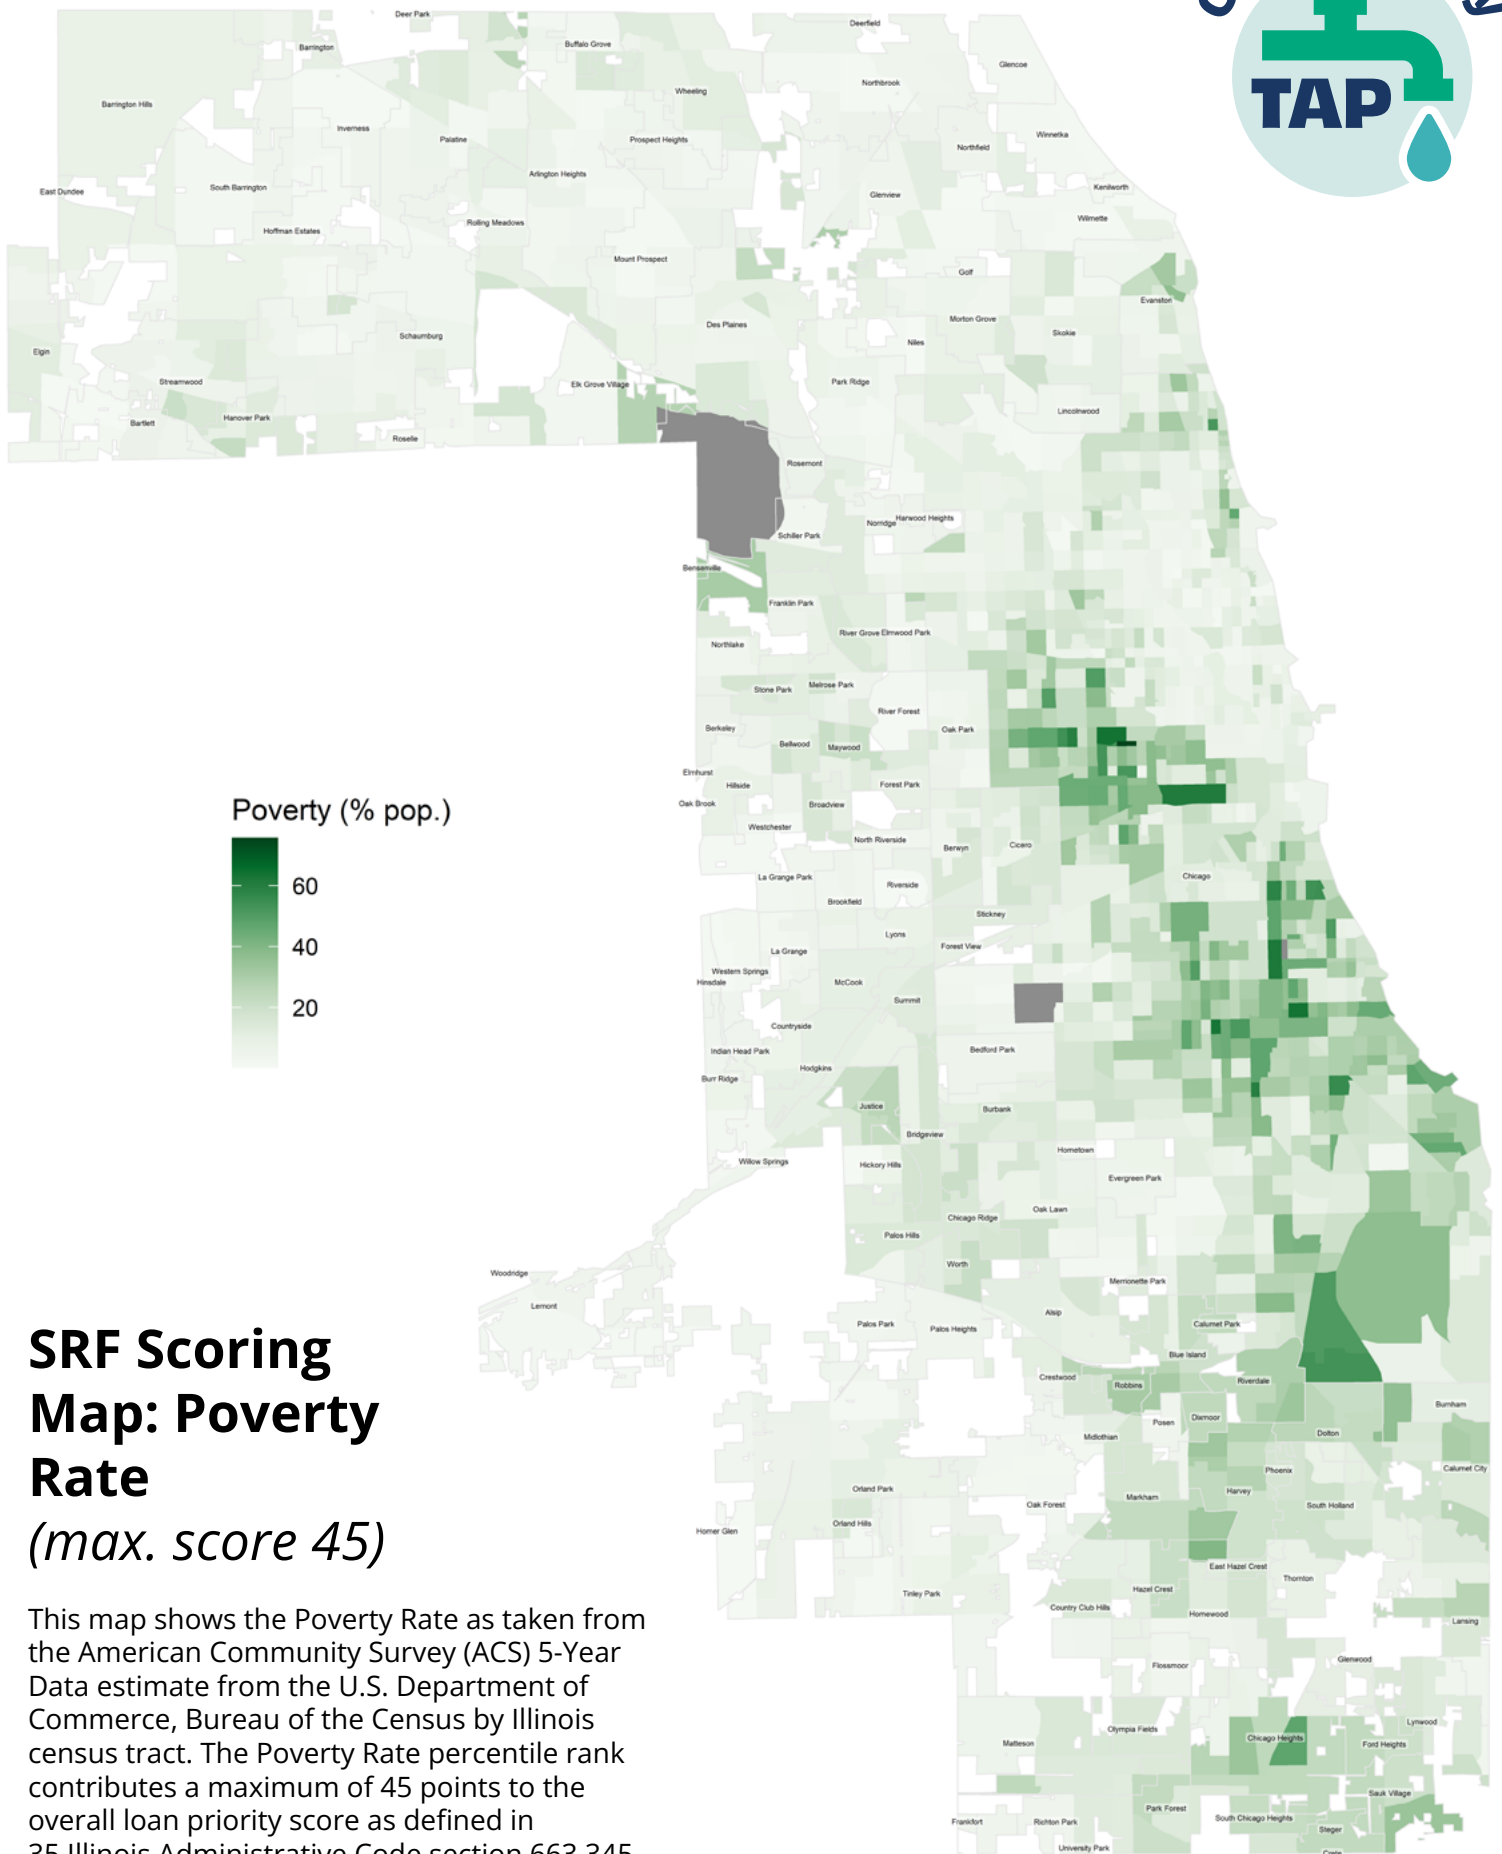 TAP
Deer Park
Deerfield
Barrington
Buffalo Grove
Glencoe
Northbrook
Wheeling
Barrington Hills
Inverness
Winnetka
Palatine
Prospect Heights
Northfield
Arlington Heights
East Dundee
South Barrington
Kenilworth
Glenview
Rolling Meadows
Wilmette
Hoffman Estates
Mount Prospect
Golf
Evanston
Des Plaines
Morton Grove
Skokie
Schaumburg
Niles
Elgin
Streamwood
Elk Grove Village
Park Ridge
Lincolnwood
Hanover Park
Bartlett
Roselle
Rosemont
Norridge
Harwood Heights
Schiller Park
Bensenville
Franklin Park
River Grove
Elmwood Park
Northlake
Stone Park
Melrose Park
River Forest
Berkeley
Oak Park
Bellwood
Maywood
Elmhurst
Hillside
Forest Park
Oak Brook
Broadview
Westchester
North Riverside
Berwyn
Cicero
Chicago
La Grange Park
Riverside
Brookfield
Stickney
Lyons
Forest View
La Grange
Western Springs
Hinsdale
McCook
Summit
Countryside
Indian Head Park
Bedford Park
Hodgkins
Burr Ridge
Justice
Burbank
Bridgeview
Hometown
Willow Springs
Hickory Hills
Evergreen Park
Oak Lawn
Chicago Ridge
Palos Hills
Worth
Woodridge
Merrionette Park
Lemont
Alsip
Palos Park
Palos Heights
Calumet Park
Blue Island
Crestwood
Robbins
Riverdale
Burnham
Posen
Dixmoor
Midlothian
Dolton
Phoenix
Calumet City
Orland Park
Markham
Harvey
Oak Forest
South Holland
Homer Glen
Orland Hills
East Hazel Crest
Thornton
Hazel Crest
Tinley Park
Country Club Hills
Homewood
Lansing
Flossmoor
Glenwood
Lynwood
Olympia Fields
Chicago Heights
Matteson
Ford Heights
Sauk Village
Park Forest
South Chicago Heights
Frankfort
Richton Park
Steger
University Park
Crete
Poverty (% pop.)
60
40
20
SRF Scoring
Map: Poverty
Rate
(max. score 45)
This map shows the Poverty Rate as taken from
the American Community Survey (ACS) 5-Year
Data estimate from the U.S. Department of
Commerce, Bureau of the Census by Illinois
census tract. The Poverty Rate percentile rank
contributes a maximum of 45 points to the
overall loan priority score as defined in
35 Illinois Administrative Code section 663.345